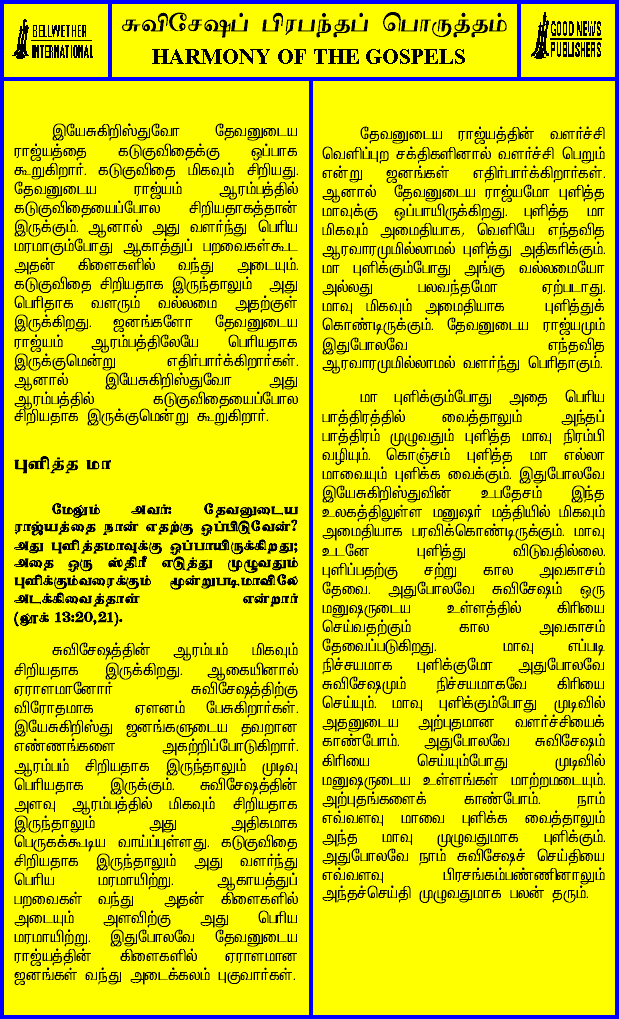 BELLWETHER
INTERNATIONAL
சுவிசேஷப் பிரபந்தப் பொருத்தம்
HARMONY OF THE GOSPELS
GOOD NEWS
PUBLISHERS
இயேசுகிறிஸ்துவோ தேவனுடைய
ராஜ்யத்தை கடுகுவிதைக்கு ஒப்பாக
கூறுகிறார். கடுகுவிதை மிகவும் சிறியது.
தேவனுடைய ராஜ்யம் ஆரம்பத்தில்
கடுகுவிதையைப்போல சிறியதாகத்தான்
இருக்கும். ஆனால் அது வளர்ந்து பெரிய
மரமாகும்போது ஆகாத்துப் பறவைகள்கூட
அதன் கிளைகளில் வந்து அடையும்.
கடுகுவிதை சிறியதாக இருந்தாலும் அது
பெரிதாக வளரும் வல்லமை அதற்குள்
இருக்கிறது. ஜனங்களோ தேவனுடைய
ராஜ்யம் ஆரம்பத்திலேயே பெரியதாக
இருக்குமென்று எதிர்பார்க்கிறார்கள்.
ஆனால் இயேசுகிறிஸ்துவோ அது
ஆரம்பத்தில் கடுகுவிதையைப்போல
சிறியதாக இருக்குமென்று கூறுகிறார்.
புளித்த மா
மேலும் அவர்: தேவனுடைய
ராஜ்யத்தை நான் எதற்கு ஒப்பிடுவேன்?
அது புளித்தமாவுக்கு ஒப்பாயிருக்கிறது;
அதை ஒரு ஸ்திரீ எடுத்து முழுவதும்
புளிக்கும்வரைக்கும் மூன்றுபடிமாவிலே
அடக்கிவைத்தாள் என்றார்
(லூக் 13:20,21).
சுவிசேஷத்தின் ஆரம்பம் மிகவும்
சிறியதாக இருக்கிறது. ஆகையினால்
ஏராளமானோர் சுவிசேஷத்திற்கு
விரோதமாக ஏளனம் பேசுகிறார்கள்.
இயேசுகிறிஸ்து ஜனங்களுடைய தவறான
எண்ணங்களை அகற்றிப்போடுகிறார்.
ஆரம்பம் சிறியதாக இருந்தாலும் முடிவு
பெரியதாக இருக்கும். சுவிசேஷத்தின்
அளவு ஆரம்பத்தில் மிகவும் சிறியதாக
இருந்தாலும் அது அதிகமாக
பெருகக்கூடிய வாய்ப்புள்ளது. கடுகுவிதை
சிறியதாக இருந்தாலும் அது வளர்ந்து
பெரிய மரமாயிற்று. ஆகாயத்துப்
பறவைகள் வந்து அதன் கிளைகளில்
அடையும் அளவிற்கு அது பெரிய
மரமாயிற்று. இதுபோலவே தேவனுடைய
ராஜ்யத்தின் கிளைகளில் ஏராளமான
ஜனங்கள் வந்து அடைக்கலம் புகுவார்கள்.
தேவனுடைய ராஜ்யத்தின் வளர்ச்சி
வெளிப்புற சக்திகளினால் வளர்ச்சி பெறும்
என்று ஜனங்கள் எதிர்பார்க்கிறார்கள்.
ஆனால் தேவனுடைய ராஜ்யமோ புளித்த
மாவுக்கு ஒப்பாயிருக்கிறது. புளித்த மா
மிகவும் அமைதியாக, வெளியே எந்தவித
ஆரவாரமுமில்லாமல் புளித்து அதிகரிக்கும்.
மா புளிக்கும்போது அங்கு வல்லமையோ
அல்லது பலவந்தமோ ஏற்படாது.
மாவு மிகவும் அமைதியாக புளித்துக்
கொண்டிருக்கும். தேவனுடைய ராஜ்யமும்
இதுபோலவே எந்தவித
ஆரவாரமுமில்லாமல் வளர்ந்து பெரிதாகும்.
மா புளிக்கும்போது அதை பெரிய
பாத்திரத்தில் வைத்தாலும் அந்தப்
பாத்திரம் முழுவதும் புளித்த மாவு நிரம்பி
வழியும். கொஞ்சம் புளித்த மா எல்லா
மாவையும் புளிக்க வைக்கும். இதுபோலவே
இயேசுகிறிஸ்துவின் உபதேசம் இந்த
உலகத்திலுள்ள மனுஷர் மத்தியில் மிகவும்
அமைதியாக பரவிக்கொண்டிருக்கும். மாவு
உடனே புளித்து விடுவதில்லை.
புளிப்பதற்கு சற்று கால அவகாசம்
தேவை. அதுபோலவே சுவிசேஷம் ஒரு
மனுஷருடைய உள்ளத்தில் கிரியை
செய்வதற்கும் கால அவகாசம்
தேவைப்படுகிறது. மாவு எப்படி
நிச்சயமாக புளிக்குமோ அதுபோலவே
சுவிசேஷமும் நிச்சயமாகவே கிரியை
செய்யும். மாவு புளிக்கும்போது முடிவில்
அதனுடைய அற்புதமான வளர்ச்சியைக்
காண்போம். அதுபோலவே சுவிசேஷம்
கிரியை செய்யும்போது முடிவில்
மனுஷருடைய உள்ளங்கள் மாற்றமடையும்.
அற்புதங்களைக் காண்போம். நாம்
எவ்வளவு மாவை புளிக்க வைத்தாலும்
அந்த மாவு முழுவதுமாக புளிக்கும்.
அதுபோலவே நாம் சுவிசேஷச் செய்தியை
எவ்வளவு பிரசங்கம்பண்ணினாலும்
அந்தச்செய்தி முழுவதுமாக பலன் தரும்.